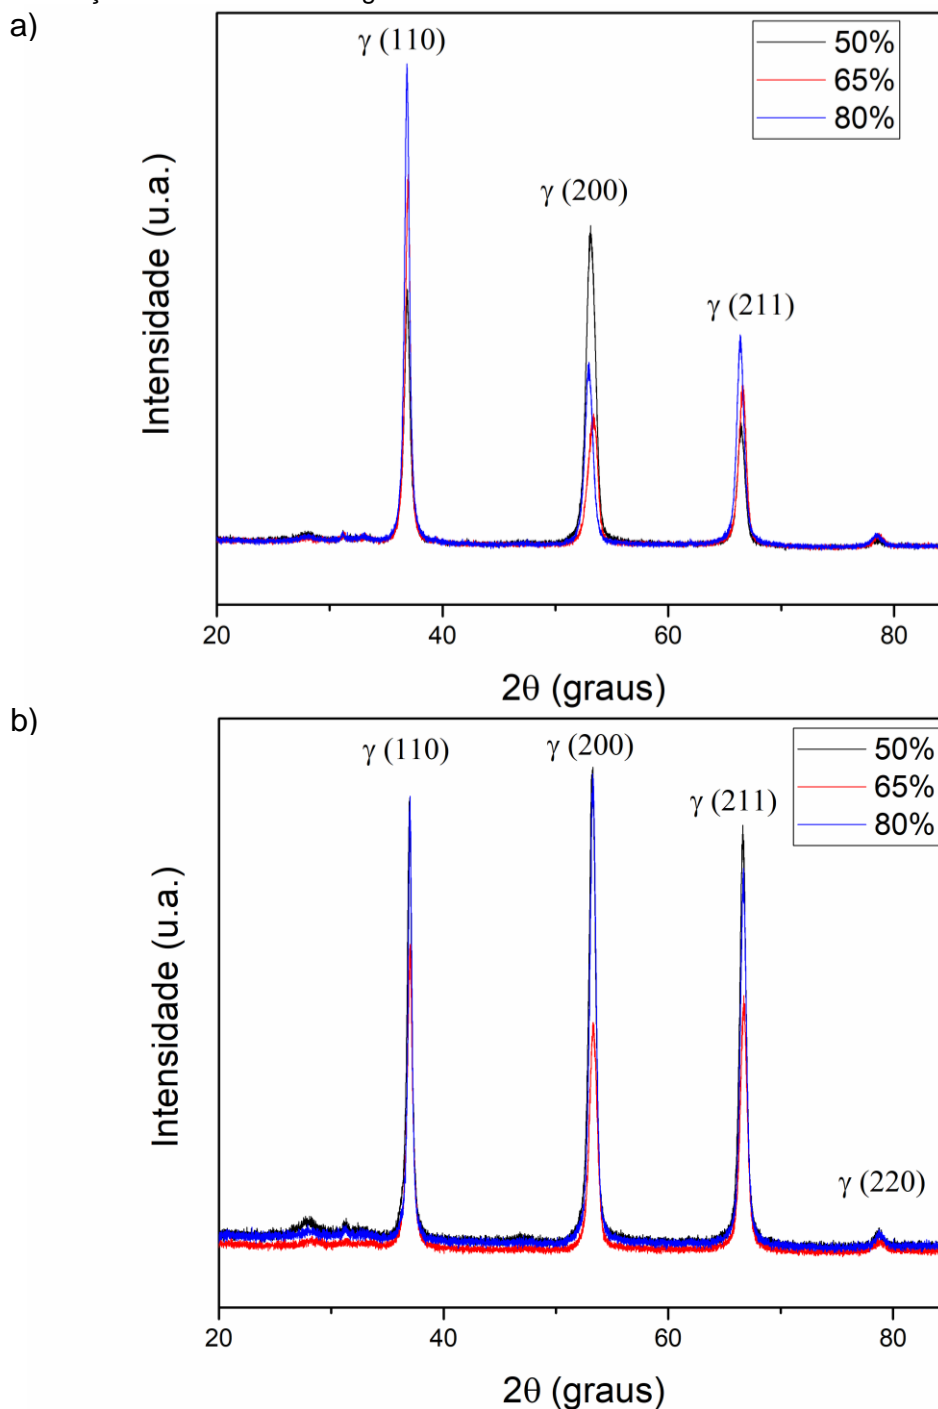 a)
γ (110)
50%
65%
80%
γ (200)
γ (211)
Intensidade (u.a.)
20
40
60
80
2θ (graus)
b)
γ (110)
γ (200)
γ (211)
50%
65%
80%
γ (220)
Intensidade (u.a.)
20
40
60
80
2θ (graus)